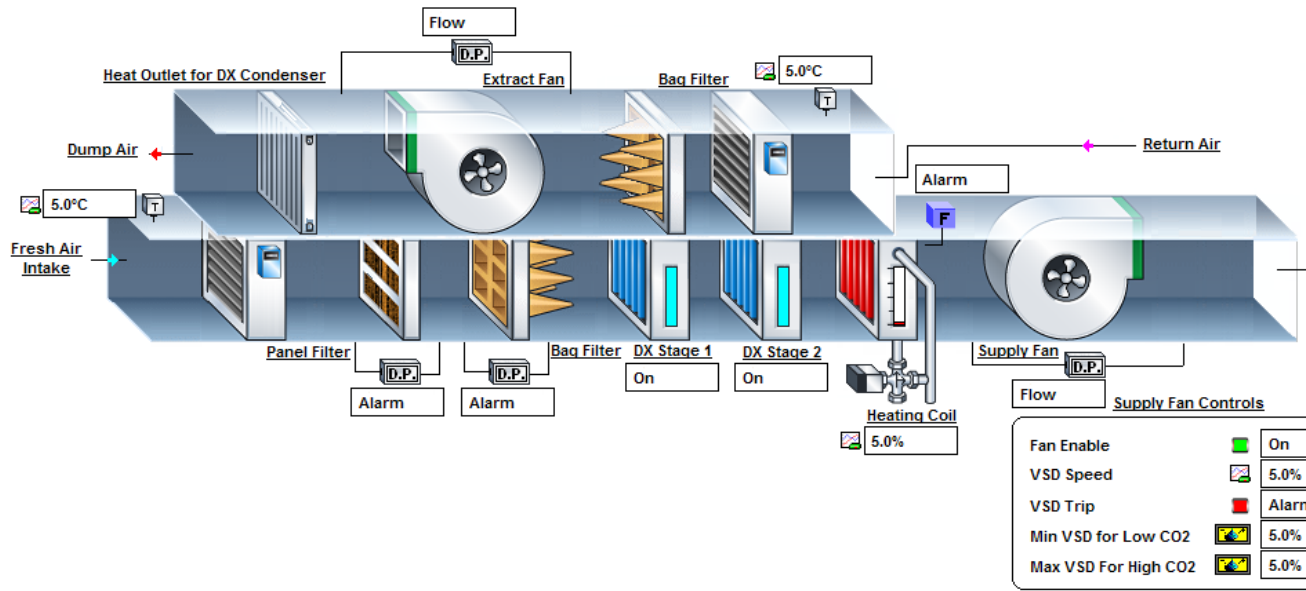 Flow
D.P.
Heat Outlet for DX Condenser
Extract Fan
Bag Filter
5.0°C
T
Dump Air
Return Air
Alarm
5.0°C
T
F
Fresh Air
Intake
Panel Filter
Bag Filter
DX Stage 1
DX Stage 2
Supply Fan
D.P.
D.P.
D.P.
On
On
Alarm
Alarm
Flow
Heating Coil
5.0%
Supply Fan Controls
Fan Enable On
VSD Speed 5.0%
VSD Trip Alarm
Min VSD for Low CO2 5.0%
Max VSD For High CO2 5.0%